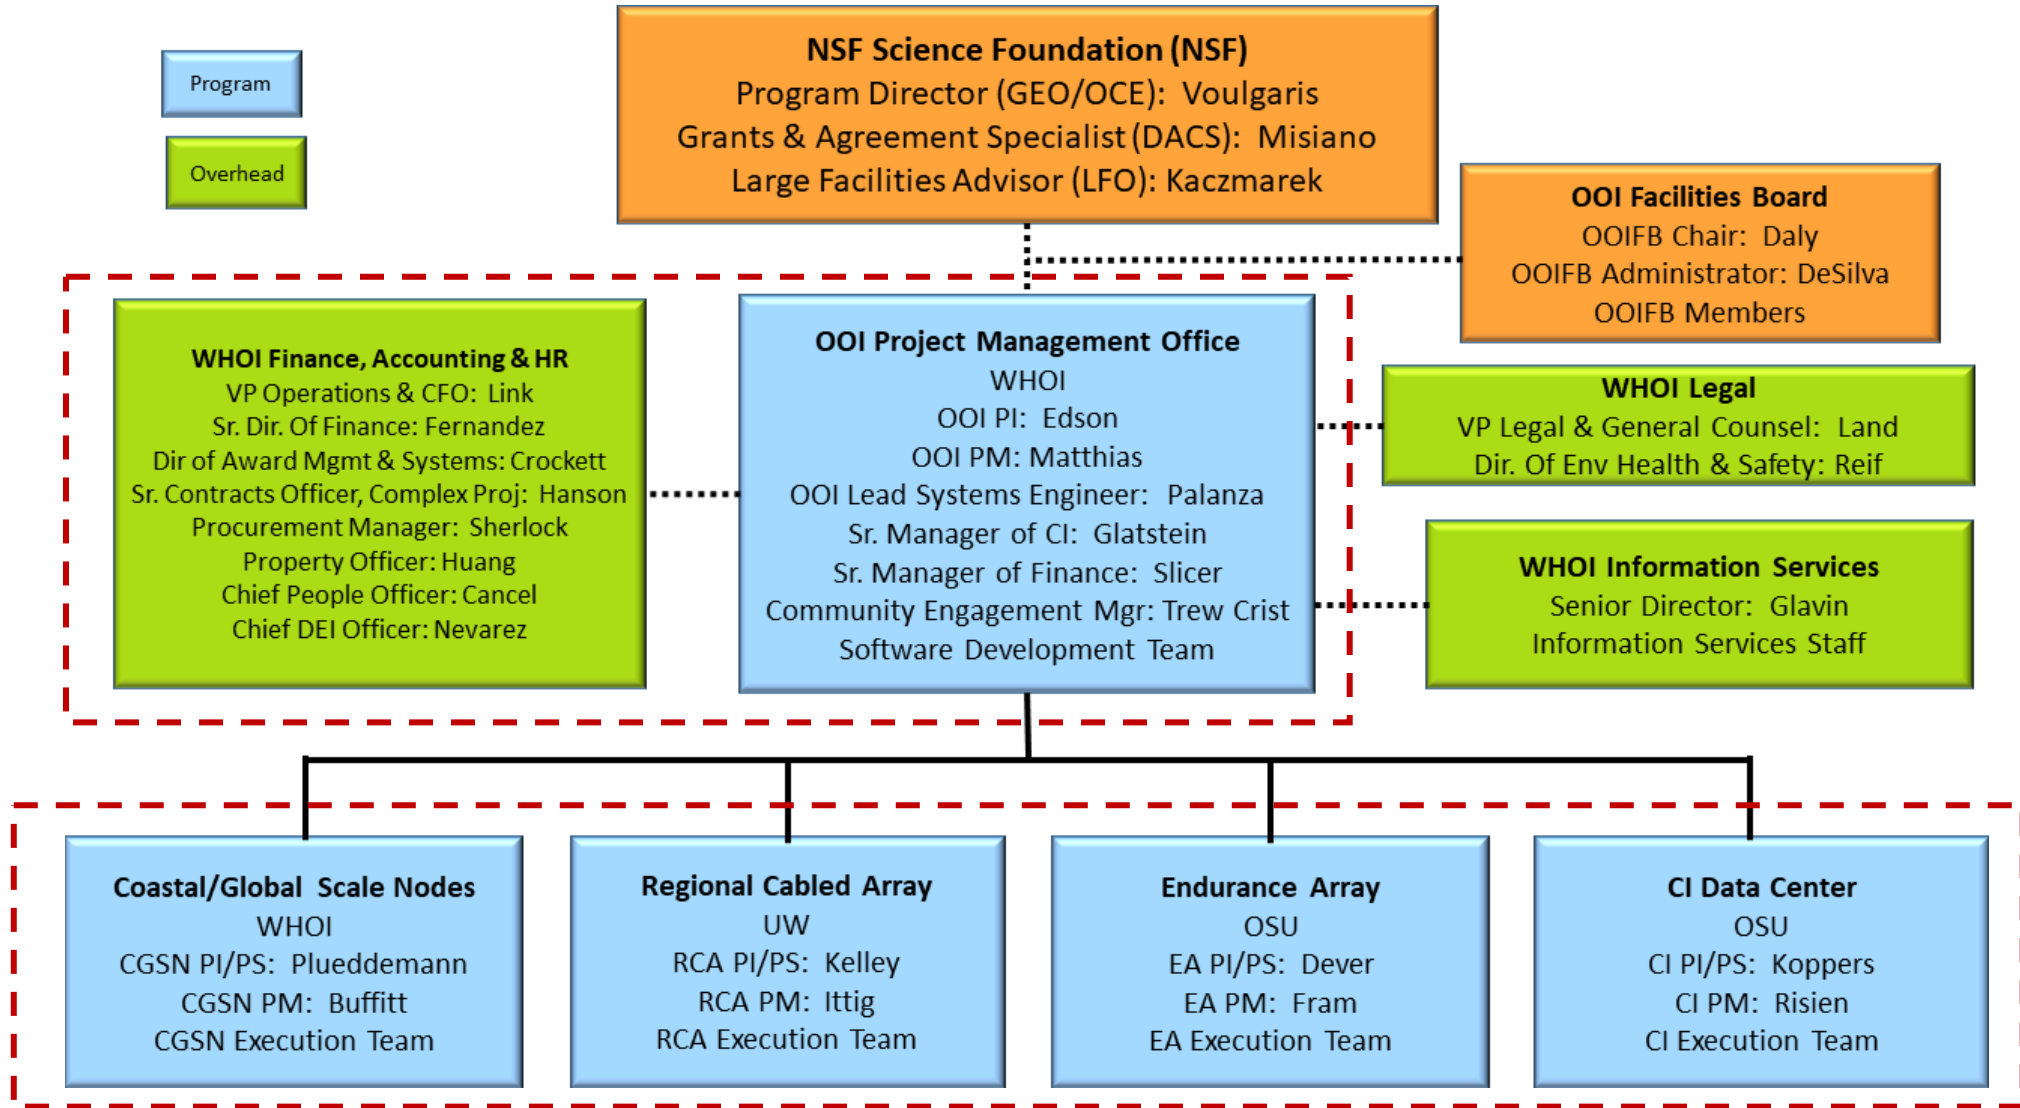 Program
Overhead
NSF Science Foundation (NSF)
Program Director (GEO/OCE): Voulgaris
Grants & Agreement Specialist (DACS): Misiano
Large Facilities Advisor (LFO): Kaczmarek
OOI Facilities Board
OOIFB Chair: Daly
OOIFB Administrator: DeSilva
OOIFB Members
WHOI Finance, Accounting & HR
VP Operations & CFO: Link
Sr. Dir. Of Finance: Fernandez
Dir of Award Mgmt & Systems: Crockett
Sr. Contracts Officer, Complex Proj: Hanson
Procurement Manager: Sherlock
Property Officer: Huang
Chief People Officer: Cancel
Chief DEI Officer: Nevarez
OOI Project Management Office
WHOI
OOI PI: Edson
OOI PM: Matthias
OOI Lead Systems Engineer: Palanza
Sr. Manager of CI: Glatstein
Sr. Manager of Finance: Slicer
Community Engagement Mgr: Trew Crist
Software Development Team
WHOI Legal
VP Legal & General Counsel: Land
Dir. Of Env Health & Safety: Reif
WHOI Information Services
Senior Director: Glavin
Information Services Staff
Coastal/Global Scale Nodes
WHOI
CGSN PI/PS: Plueddemann
CGSN PM: Buffitt
CGSN Execution Team
Regional Cabled Array
UW
RCA PI/PS: Kelley
RCA PM: Ittig
RCA Execution Team
Endurance Array
OSU
EA PI/PS: Dever
EA PM: Fram
EA Execution Team
CI Data Center
OSU
CI PI/PS: Koppers
CI PM: Risien
CI Execution Team